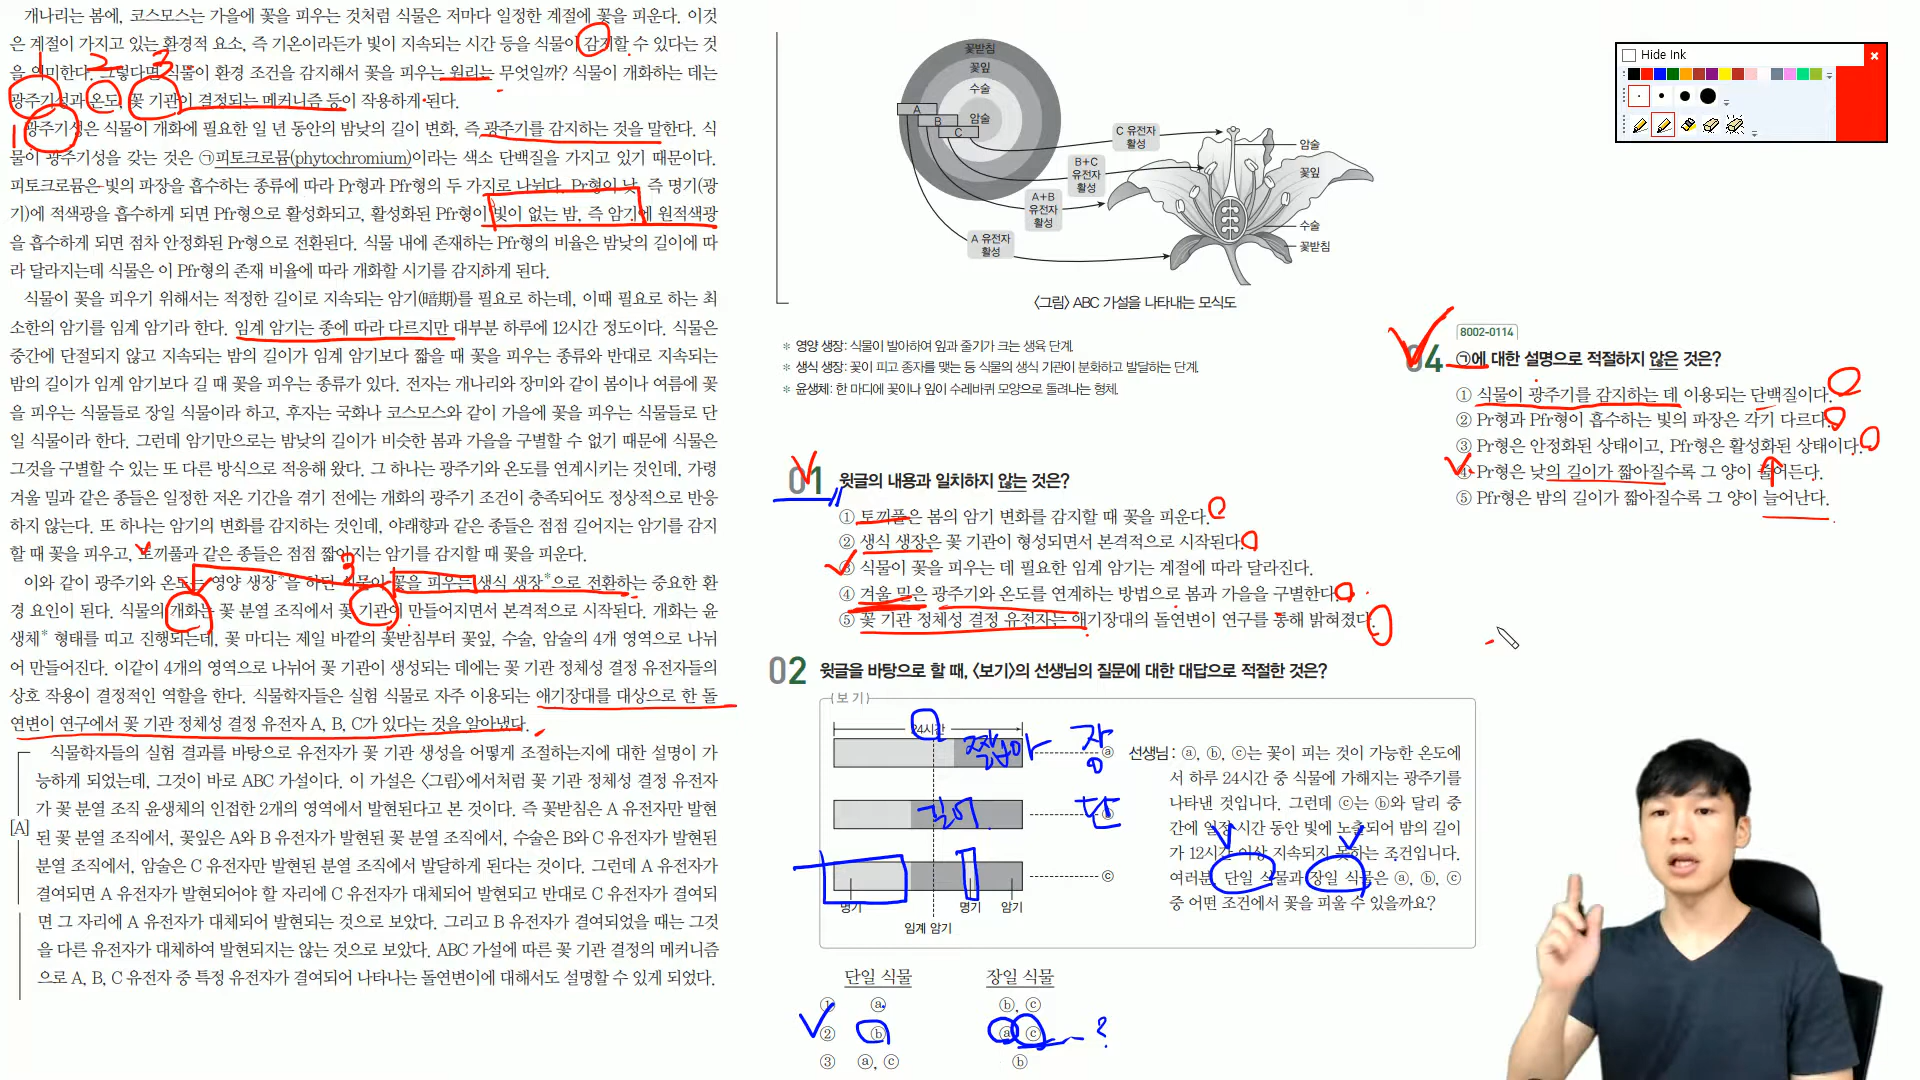 개나리는 봄에, 코스모스는 가을에 꽃을 피우는 것처럼 식물은 저마다 일정한 계절에 꽃을 피운다. 이것
은 계절이 가지고 있는 환경적 요소, 즉 기온이라든가 빛이 지속되는 시간 등을 식물이 감지할 수 있다는 것
을 의미한다. 그렇다면 식물이 환경 조건을 감지해서 꽃을 피우는 원리는 무엇일까? 식물이 개화하는 데는
광주기성과 온도, 꽃 기관이 결정되는 메커니즘 등이 작용하게 된다.
광주기성은 식물이 개화에 필요한 일 년 동안의 밤낮의 길이 변화, 즉 광주기를 감지하는 것을 말한다. 식
물이 광주기성을 갖는 것은 ㉠피토크로뮴(phytochromium)이라는 색소 단백질을 가지고 있기 때문이다.
피토크로뮴은 빛의 파장을 흡수하는 종류에 따라 Pr형과 Pfr형의 두 가지로 나뉜다. Pr형이 낮, 즉 명기(광
기)에 적색광을 흡수하게 되면 Pfr형으로 활성화되고, 활성화된 Pfr형이 빛이 없는 밤, 즉 암기에 원적색광
을 흡수하게 되면 점차 안정화된 Pr형으로 전환된다. 식물 내에 존재하는 Pfr형의 비율은 밤낮의 길이에 따
라 달라지는데 식물은 이 Pfr형의 존재 비율에 따라 개화할 시기를 감지하게 된다.
식물이 꽃을 피우기 위해서는 적정한 길이로 지속되는 암기(暗期)를 필요로 하는데, 이때 필요로 하는 최
소한의 암기를 임계 암기라 한다. 임계 암기는 종에 따라 다르지만 대부분 하루에 12시간 정도이다. 식물은
중간에 단절되지 않고 지속되는 밤의 길이가 임계 암기보다 짧을 때 꽃을 피우는 종류와 반대로 지속되는
밤의 길이가 임계 암기보다 길 때 꽃을 피우는 종류가 있다. 전자는 개나리와 장미와 같이 봄이나 여름에 꽃
을 피우는 식물들로 장일 식물이라 하고, 후자는 국화나 코스모스와 같이 가을에 꽃을 피우는 식물들로 단
일 식물이라 한다. 그런데 암기만으로는 밤낮의 길이가 비슷한 봄과 가을을 구별할 수 없기 때문에 식물은
그것을 구별할 수 있는 또 다른 방식으로 적응해 왔다. 그 하나는 광주기와 온도를 연계시키는 것인데, 가령
겨울 밀과 같은 종들은 일정한 저온 기간을 겪기 전에는 개화의 광주기 조건이 충족되어도 정상적으로 반응
하지 않는다. 또 하나는 암기의 변화를 감지하는 것인데, 야래향과 같은 종들은 점점 길어지는 암기를 감지
할 때 꽃을 피우고, 토끼풀과 같은 종들은 점점 짧아지는 암기를 감지할 때 꽃을 피운다.
이와 같이 광주기와 온도는 영양 생장*을 하던 식물이 꽃을 피우는 생식 생장*으로 전환하는 중요한 환
경 요인이 된다. 식물의 개화는 꽃 분열 조직에서 꽃 기관이 만들어지면서 본격적으로 시작된다. 개화는 윤
생체* 형태를 띠고 진행되는데, 꽃 마디는 제일 바깥의 꽃받침부터 꽃잎, 수술, 암술의 4개 영역으로 나뉘
어 만들어진다. 이같이 4개의 영역으로 나뉘어 꽃 기관이 생성되는 데에는 꽃 기관 정체성 결정 유전자들의
상호 작용이 결정적인 역할을 한다. 식물학자들은 실험 식물로 자주 이용되는 애기장대를 대상으로 한 돌
연변이 연구에서 꽃 기관 정체성 결정 유전자 A, B, C가 있다는 것을 알아냈다.
식물학자들의 실험 결과를 바탕으로 유전자가 꽃 기관 생성을 어떻게 조절하는지에 대한 설명이 가
능하게 되었는데, 그것이 바로 ABC 가설이다. 이 가설은 〈그림〉에서처럼 꽃 기관 정체성 결정 유전자
가 꽃 분열 조직 윤생체의 인접한 2개의 영역에서 발현된다고 본 것이다. 즉 꽃받침은 A 유전자만 발현
[A] 된 꽃 분열 조직에서, 꽃잎은 A와 B 유전자가 발현된 꽃 분열 조직에서, 수술은 B와 C 유전자가 발현된
분열 조직에서, 암술은 C 유전자만 발현된 분열 조직에서 발달하게 된다는 것이다. 그런데 A 유전자가
결여되면 A 유전자가 발현되어야 할 자리에 C 유전자가 대체되어 발현되고 반대로 C 유전자가 결여되
면 그 자리에 A 유전자가 대체되어 발현되는 것으로 보았다. 그리고 B 유전자가 결여되었을 때는 그것
을 다른 유전자가 대체하여 발현되지는 않는 것으로 보았다. ABC 가설에 따른 꽃 기관 결정의 메커니즘
으로 A, B, C 유전자 중 특정 유전자가 결여되어 나타나는 돌연변이에 대해서도 설명할 수 있게 되었다.
1 2 3
1
3
꽃받침
꽃잎
수술
암술
A
B
C
C 유전자
활성
B+C
유전자
활성
A+B
유전자
활성
A 유전자
활성
암술
꽃잎
수술
꽃받침
〈그림〉 ABC 가설을 나타내는 모식도
* 영양 생장: 식물이 발아하여 잎과 줄기가 크는 생육 단계.
* 생식 생장: 꽃이 피고 종자를 맺는 등 식물의 생식 기관이 분화하고 발달하는 단계.
* 윤생체: 한 마디에 꽃이나 잎이 수레바퀴 모양으로 돌려나는 형체.
01 윗글의 내용과 일치하지 않는 것은?
① 토끼풀은 봄의 암기 변화를 감지할 때 꽃을 피운다.
② 생식 생장은 꽃 기관이 형성되면서 본격적으로 시작된다.
③ 식물이 꽃을 피우는 데 필요한 임계 암기는 계절에 따라 달라진다.
④ 겨울 밀은 광주기와 온도를 연계하는 방법으로 봄과 가을을 구별한다.
⑤ 꽃 기관 정체성 결정 유전자는 애기장대의 돌연변이 연구를 통해 밝혀졌다.
02 윗글을 바탕으로 할 때, 〈보기〉의 선생님의 질문에 대한 대답으로 적절한 것은?
〈보기〉
24시간
짧아 장 ⓐ
길어 단
ⓒ
명기 명기 암기
임계 암기
선생님: ⓐ, ⓑ, ⓒ는 꽃이 피는 것이 가능한 온도에
서 하루 24시간 중 식물에 가해지는 광주기를
나타낸 것입니다. 그런데 ⓒ는 ⓑ와 달리 중
간에 일정 시간 동안 빛에 노출되어 밤의 길이
가 12시간 이상 지속되지 못하는 조건입니다.
여러분, 단일 식물과 장일 식물은 ⓐ, ⓑ, ⓒ
중 어떤 조건에서 꽃을 피울 수 있을까요?
단일 식물 장일 식물
① ⓐ ⓑ, ⓒ
② ⓑ ⓐ, ⓒ ?
③ ⓐ, ⓒ ⓑ
8002-0114
04 ㉠에 대한 설명으로 적절하지 않은 것은?
① 식물이 광주기를 감지하는 데 이용되는 단백질이다.
② Pr형과 Pfr형이 흡수하는 빛의 파장은 각기 다르다.
③ Pr형은 안정화된 상태이고, Pfr형은 활성화된 상태이다.
④ Pr형은 낮의 길이가 짧아질수록 그 양이 줄어든다.
⑤ Pfr형은 밤의 길이가 짧아질수록 그 양이 늘어난다.
Hide Ink